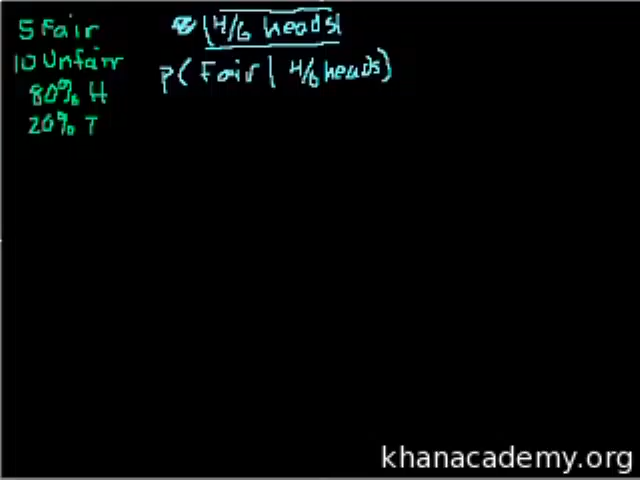 5 Fair
10 Unfair
80% H
20% T
4/6 heads
P(Fair | 4/6 heads)
khanacademy.org